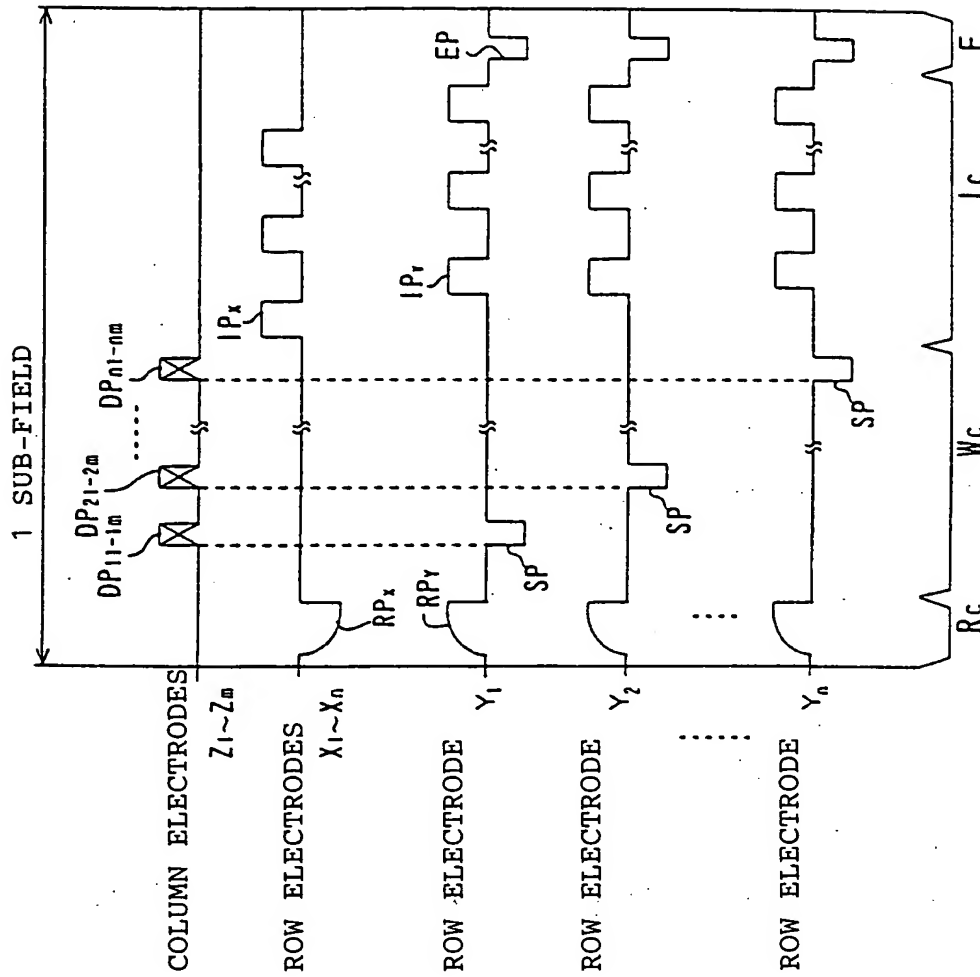 1 SUB-FIELD
DP11-1m
DP21-2m
......
DPn1-nm
COLUMN ELECTRODES
Z1~Zm
ROW ELECTRODES
X1~Xn
RPx
IPx
ROW ELECTRODE
Y1
RPY
SP
IPY
EP
ROW ELECTRODE
Y2
SP
......
......
ROW ELECTRODE
Yn
SP
Rc
Wc
Ic
E